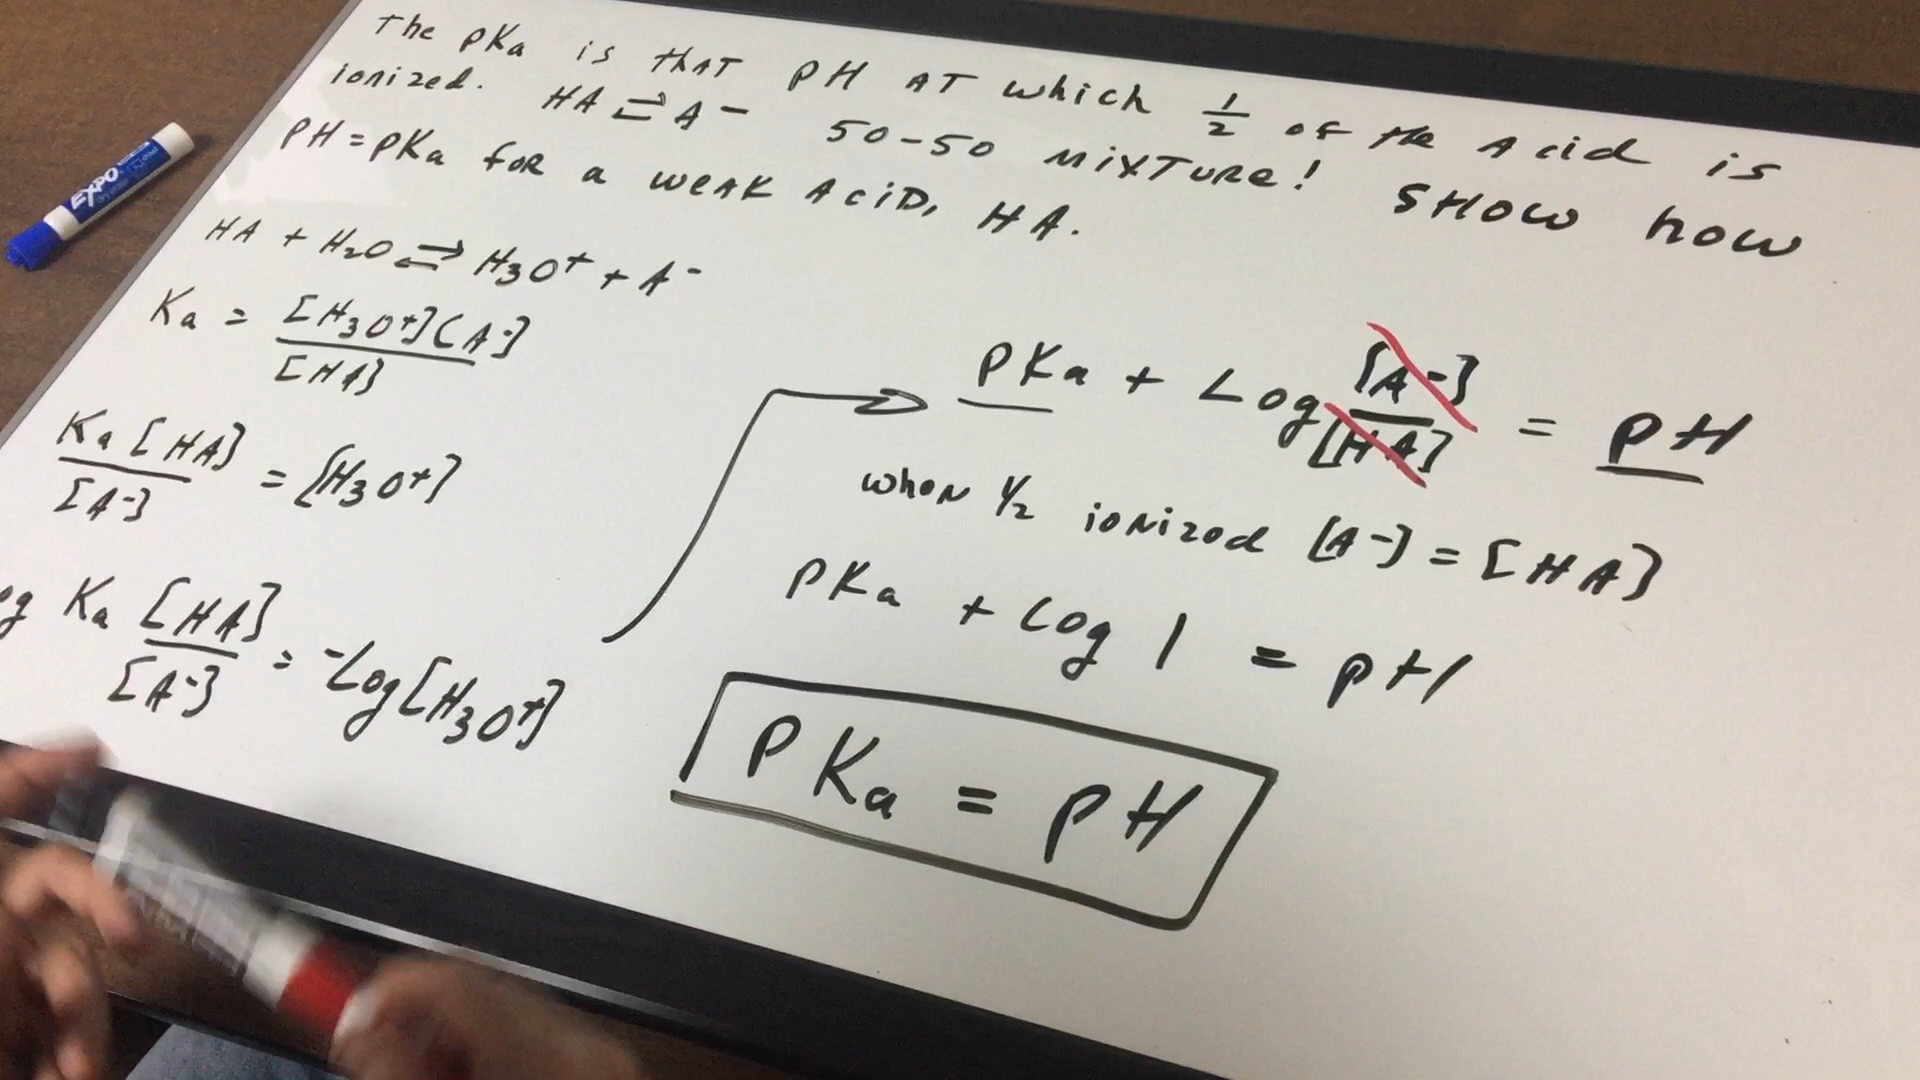 The pKa is that pH at which 1/2 of the Acid is
ionized. HA ⇌ A- 50-50 mixture! Show how
pH = pKa for a weak Acid, HA.
HA + H2O ⇌ H3O+ + A-
Ka = [H3O+][A-]
[HA]
Ka [HA] = [H3O+]
[A-]
Ka [HA] = -Log[H3O+]
[A-]
pKa + Log [A-] = pH
[HA]
when 1/2 ionized [A-] = [HA]
pKa + Log 1 = pH
pKa = pH
EXPO